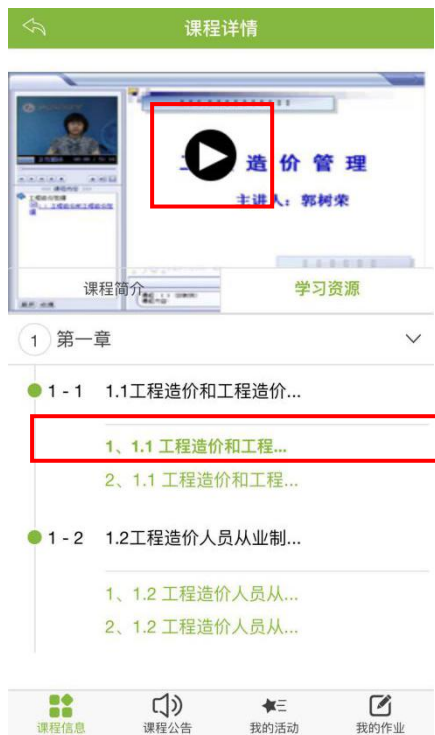 课程详情
造价管理
主讲人：郭树荣
课程简介
学习资源
1 第一章
1 - 1 1.1工程造价和工程造价...
1、1.1 工程造价和工程...
2、1.1 工程造价和工程...
1 - 2 1.2工程造价人员从业制...
1、1.2 工程造价人员从...
2、1.2 工程造价人员从...
课程信息
课程公告
我的活动
我的作业